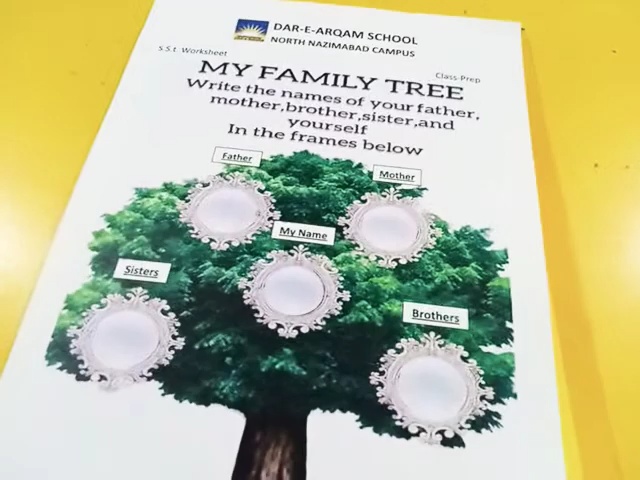 DAR-E-ARQAM SCHOOL
NORTH NAZIMABAD CAMPUS
S.S.t. Worksheet
Class-Prep
MY FAMILY TREE
Write the names of your father,
mother,brother,sister,and
yourself
In the frames below
Father
Mother
My Name
Sisters
Brothers